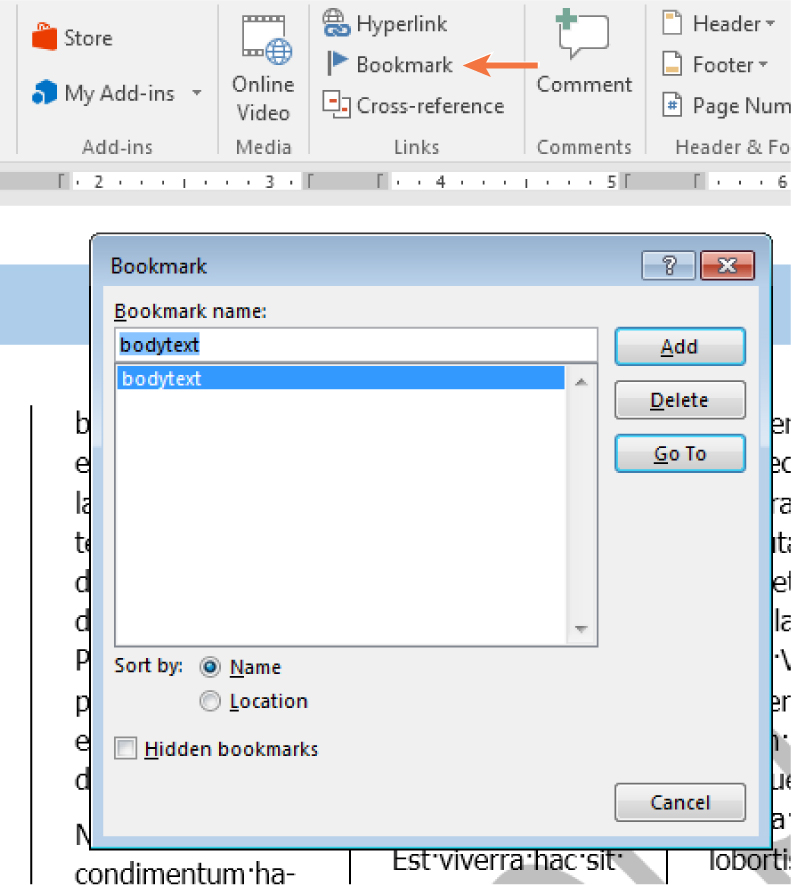 Store
My Add-ins
Add-ins
Online
Video
Media
Hyperlink
Bookmark
Cross-reference
Links
Comment
Comments
Header
Footer
Page Num
Header & Fo
2 3 4 5 6
Bookmark
?
Bookmark name:
bodytext
bodytext
Add
Delete
Go To
Sort by:
Name
Location
Hidden bookmarks
Cancel
condimentum·ha-
Est·viverra·hac·sit·
lobortis